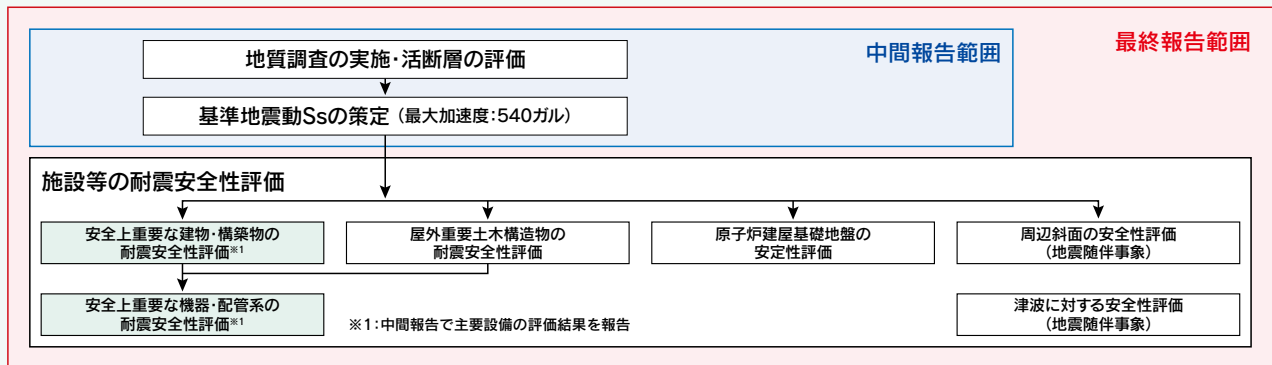 最終報告範囲
中間報告範囲
地質調査の実施・活断層の評価
基準地震動Ssの策定（最大加速度：540ガル）
施設等の耐震安全性評価
安全上重要な建物・構築物の
耐震安全性評価※1
屋外重要土木構造物の
耐震安全性評価
原子炉建屋基礎地盤の
安定性評価
周辺斜面の安全性評価
（地震随伴事象）
安全上重要な機器・配管系の
耐震安全性評価※1
※1：中間報告で主要設備の評価結果を報告
津波に対する安全性評価
（地震随伴事象）